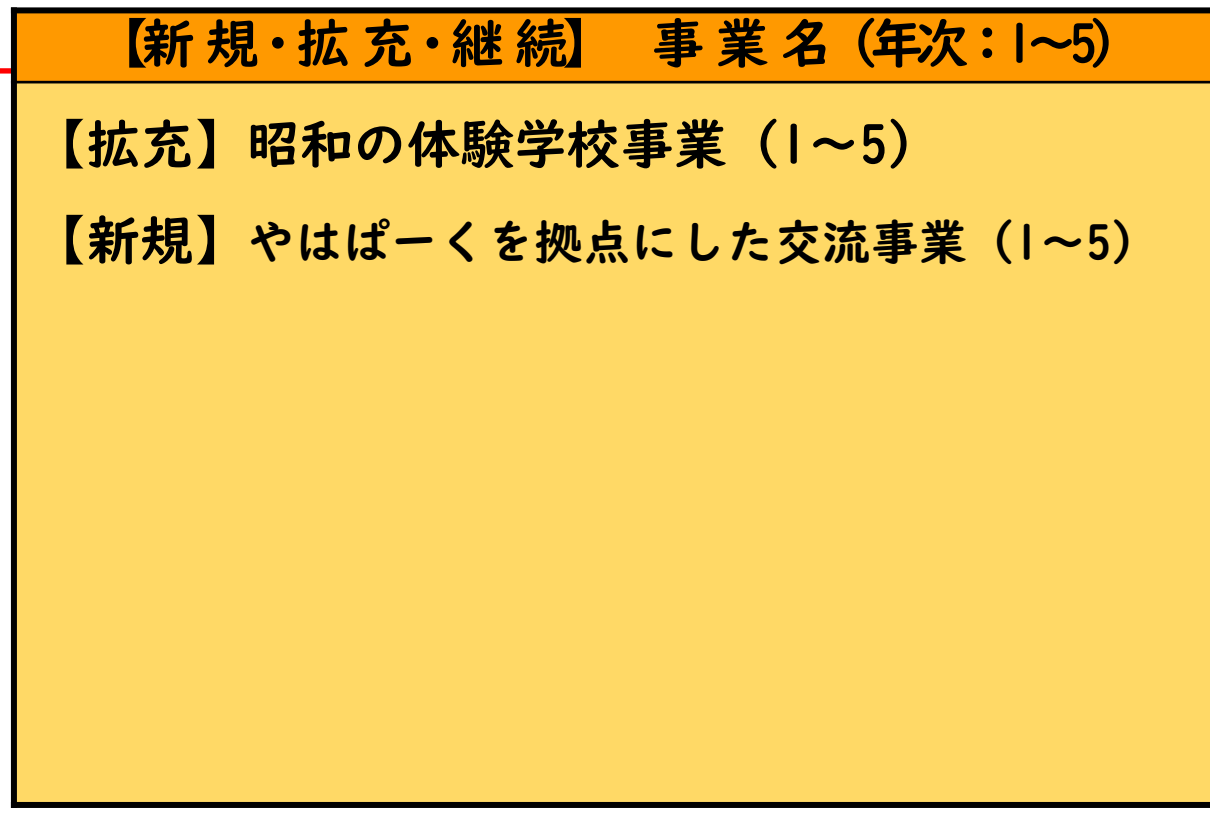 【新規・拡充・継続】　事業名（年次：1～5）
【拡充】昭和の体験学校事業（1～5）
【新規】やはぱーくを拠点にした交流事業（1～5）